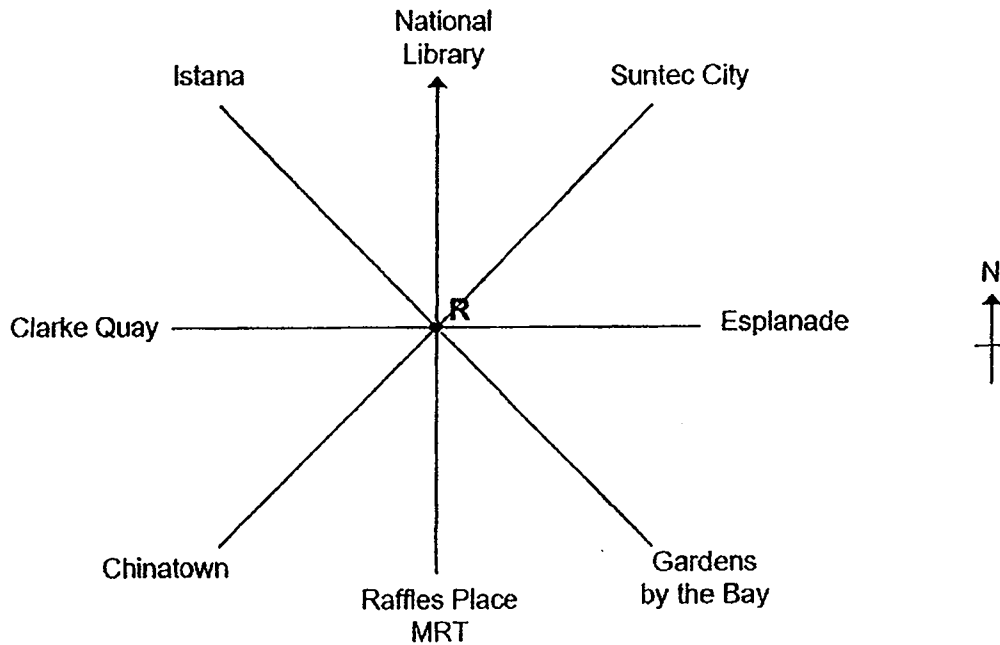 National
Library
Istana
Suntec City
N
R
Clarke Quay
Esplanade
Chinatown
Gardens
by the Bay
Raffles Place
MRT